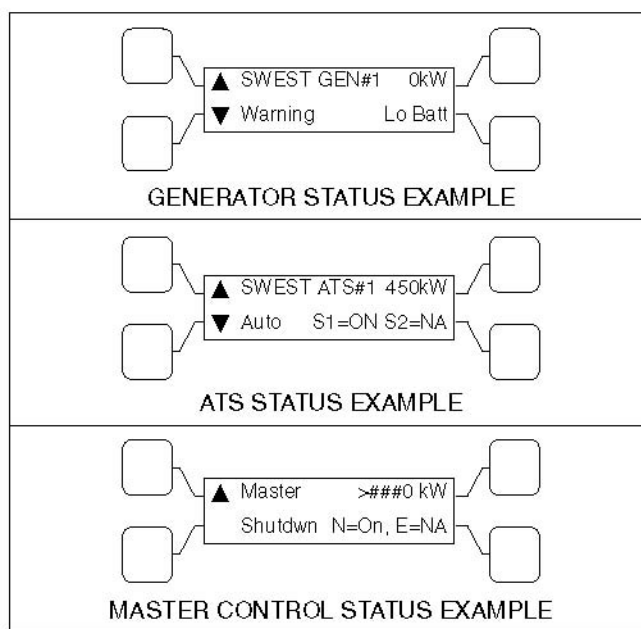 ▲ SWEST GEN#1 0kW
▼ Warning Lo Batt
GENERATOR STATUS EXAMPLE
▲ SWEST ATS#1 450kW
▼ Auto S1=ON S2=NA
ATS STATUS EXAMPLE
▲ Master >###0 kW
Shutdwn N=On, E=NA
MASTER CONTROL STATUS EXAMPLE